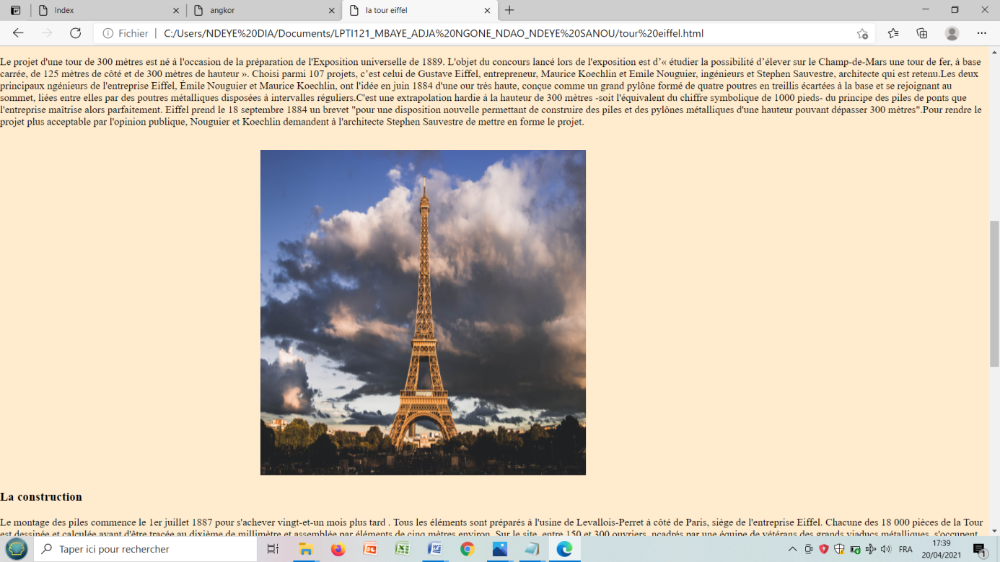 Index
angkor
la tour eiffel
Fichier
C:/Users/NDEYE%20DIA/Documents/LPTI121_MBAYE_ADJA%20NGONE_NDAO_NDEYE%20SANOU/tour%20eiffel.html
Le projet d'une tour de 300 mètres est né à l'occasion de la préparation de l'Exposition universelle de 1889. L'objet du concours lancé lors de l'exposition est d'« étudier la possibilité d'élever sur le Champ-de-Mars une tour de fer, à base
carrée, de 125 mètres de côté et de 300 mètres de hauteur ». Choisi parmi 107 projets, c'est celui de Gustave Eiffel, entrepreneur, Maurice Koechlin et Emile Nouguier, ingénieurs et Stephen Sauvestre, architecte qui est retenu.Les deux
principaux ngénieurs de l'entreprise Eiffel, Émile Nouguier et Maurice Koechlin, ont l'idée en juin 1884 d'une our très haute, conçue comme un grand pylône formé de quatre poutres en treillis écartées à la base et se rejoignant au
sommet, liées entre elles par des poutres métalliques disposées à intervalles réguliers.C'est une extrapolation hardie à la hauteur de 300 mètres -soit l'équivalent du chiffre symbolique de 1000 pieds- du principe des piles de ponts que
l'entreprise maîtrise alors parfaitement. Eiffel prend le 18 septembre 1884 un brevet "pour une disposition nouvelle permettant de construire des piles et des pylônes métalliques d'une hauteur pouvant dépasser 300 mètres".Pour rendre le
projet plus acceptable par l'opinion publique, Nouguier et Koechlin demandent à l'architecte Stephen Sauvestre de mettre en forme le projet.
La construction
Le montage des piles commence le 1er juillet 1887 pour s'achever vingt-et-un mois plus tard . Tous les éléments sont préparés à l'usine de Levallois-Perret à côté de Paris, siège de l'entreprise Eiffel. Chacune des 18 000 pièces de la Tour
est dessinée et calculée avant d'être tracée au dixième de millimètre et assemblée par éléments de cinq mètres environ. Sur le site, entre 150 et 300 ouvriers, ncadrés par une équipe de vétérans des grands viaducs métalliques, s'occupent
Taper ici pour rechercher
FRA
17:39
20/04/2021
1